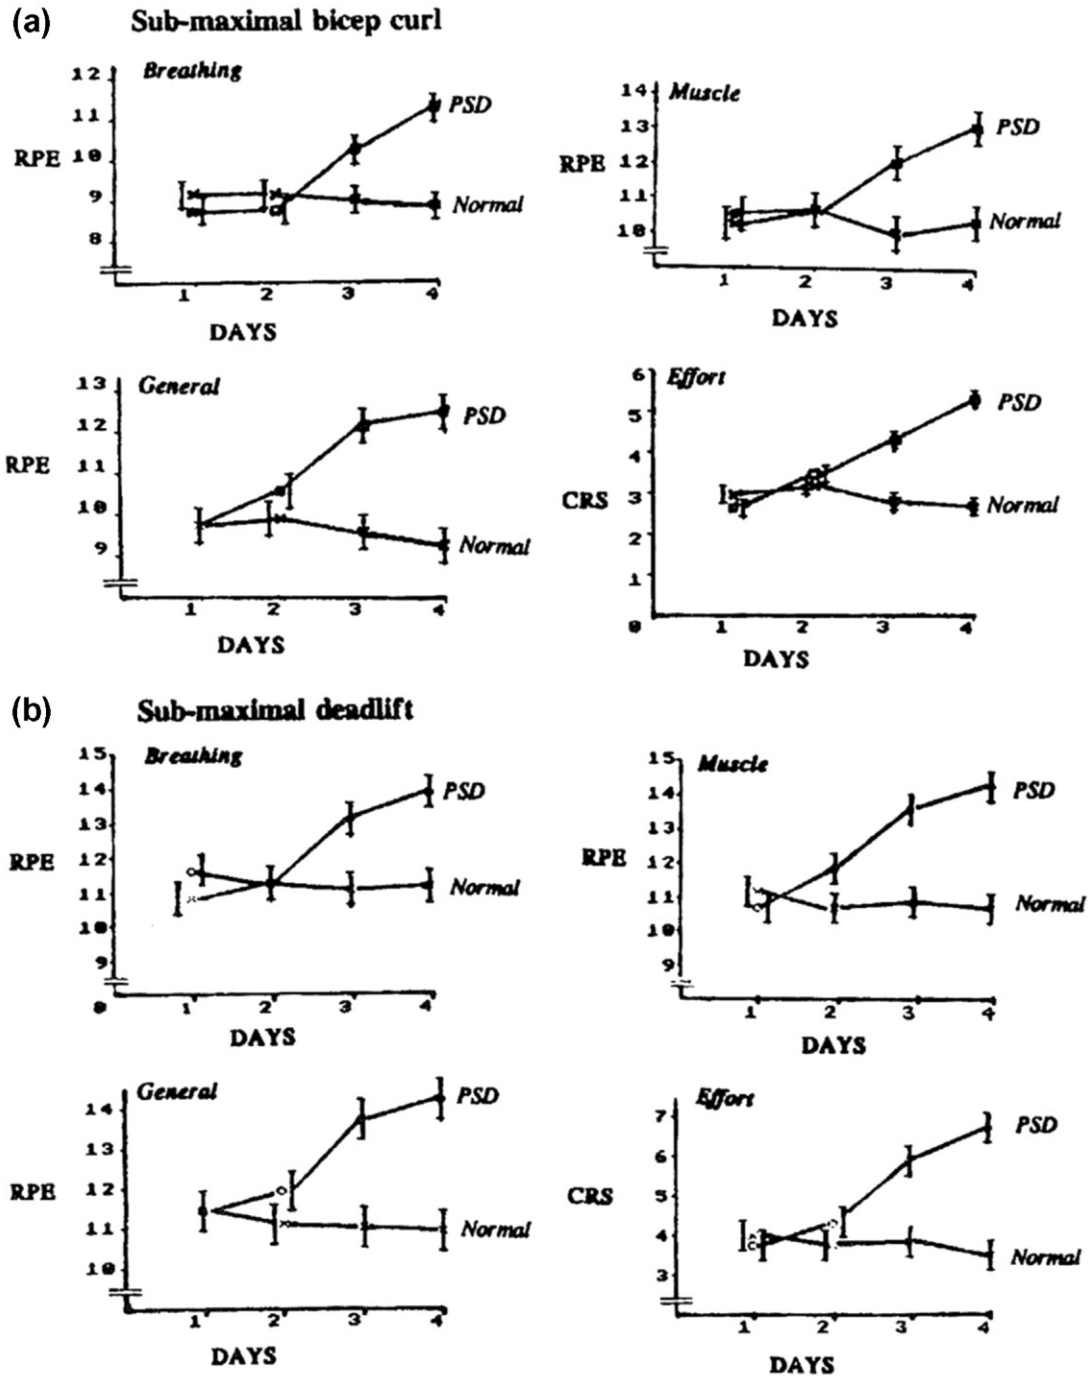 (a) Sub-maximal bicep curl
Breathing
12
11
10
9
8
RPE
PSD
Normal
1 2 3 4
DAYS
Muscle
14
13
12
11
10
RPE
PSD
Normal
1 2 3 4
DAYS
General
13
12
11
10
9
RPE
PSD
Normal
1 2 3 4
DAYS
Effort
6
5
4
3
2
1
0
CRS
PSD
Normal
1 2 3 4
DAYS
(b) Sub-maximal deadlift
Breathing
15
14
13
12
11
10
9
RPE
PSD
Normal
0 1 2 3 4
DAYS
Muscle
15
14
13
12
11
10
9
RPE
PSD
Normal
1 2 3 4
DAYS
General
14
13
12
11
10
RPE
PSD
Normal
1 2 3 4
DAYS
Effort
7
6
5
4
3
CRS
PSD
Normal
1 2 3 4
DAYS